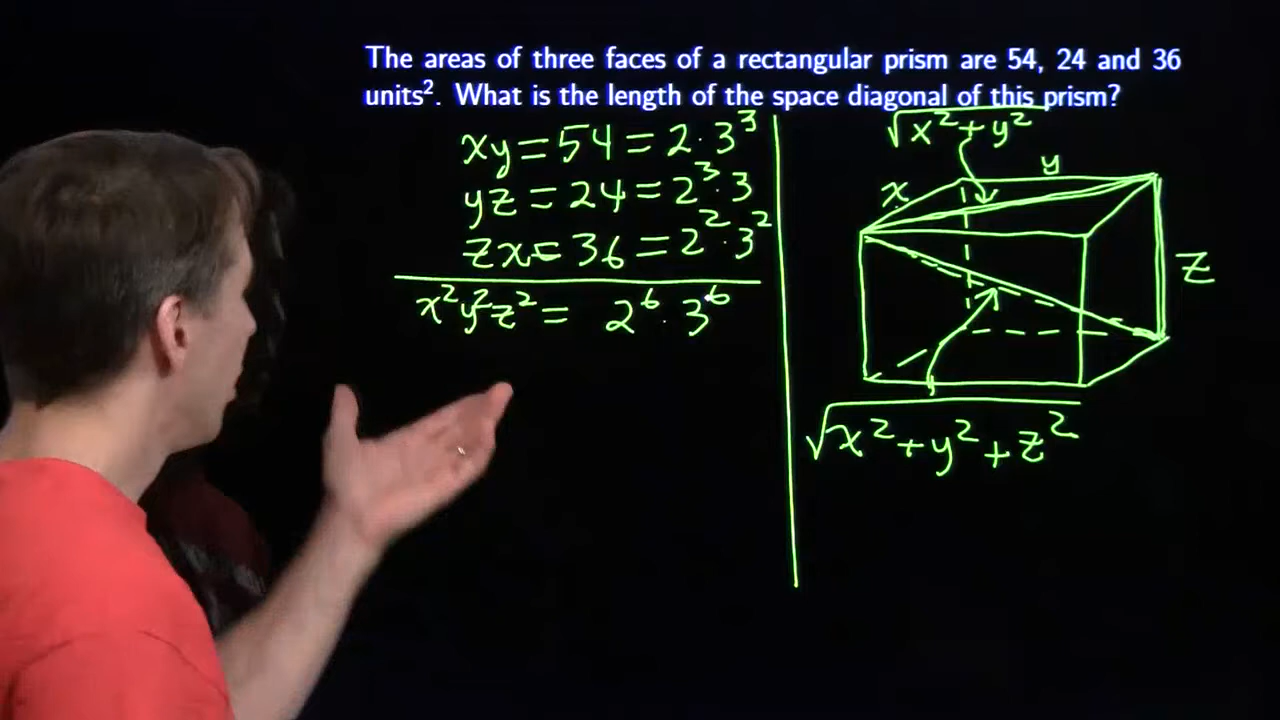 The areas of three faces of a rectangular prism are 54, 24 and 36
units². What is the length of the space diagonal of this prism?
xy = 54 = 2 · 3³
yz = 24 = 2³ · 3
zx = 36 = 2² · 3²
x²y²z² = 2⁶ · 3⁶
√x² + y²
x
y
z
√x² + y² + z²